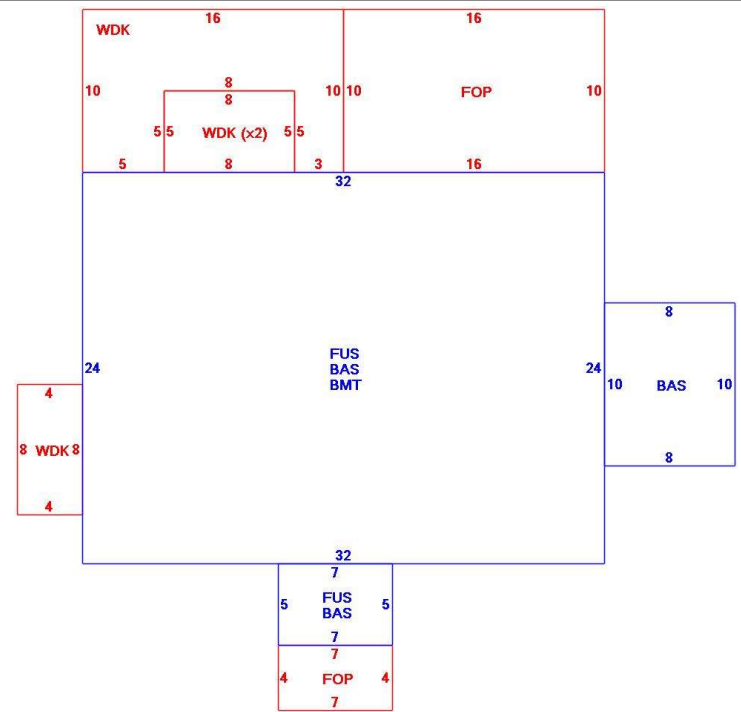 16 16
WDK
8
10 10 10 FOP 10
8
5 5 WDK (x2) 5 5
5 8 3 16
32
8
FUS
24 BAS 24
BMT 10 BAS 10
4
8 WDK 8 8
4
32
7
5 FUS 5
BAS
7
7
4 FOP 4
7